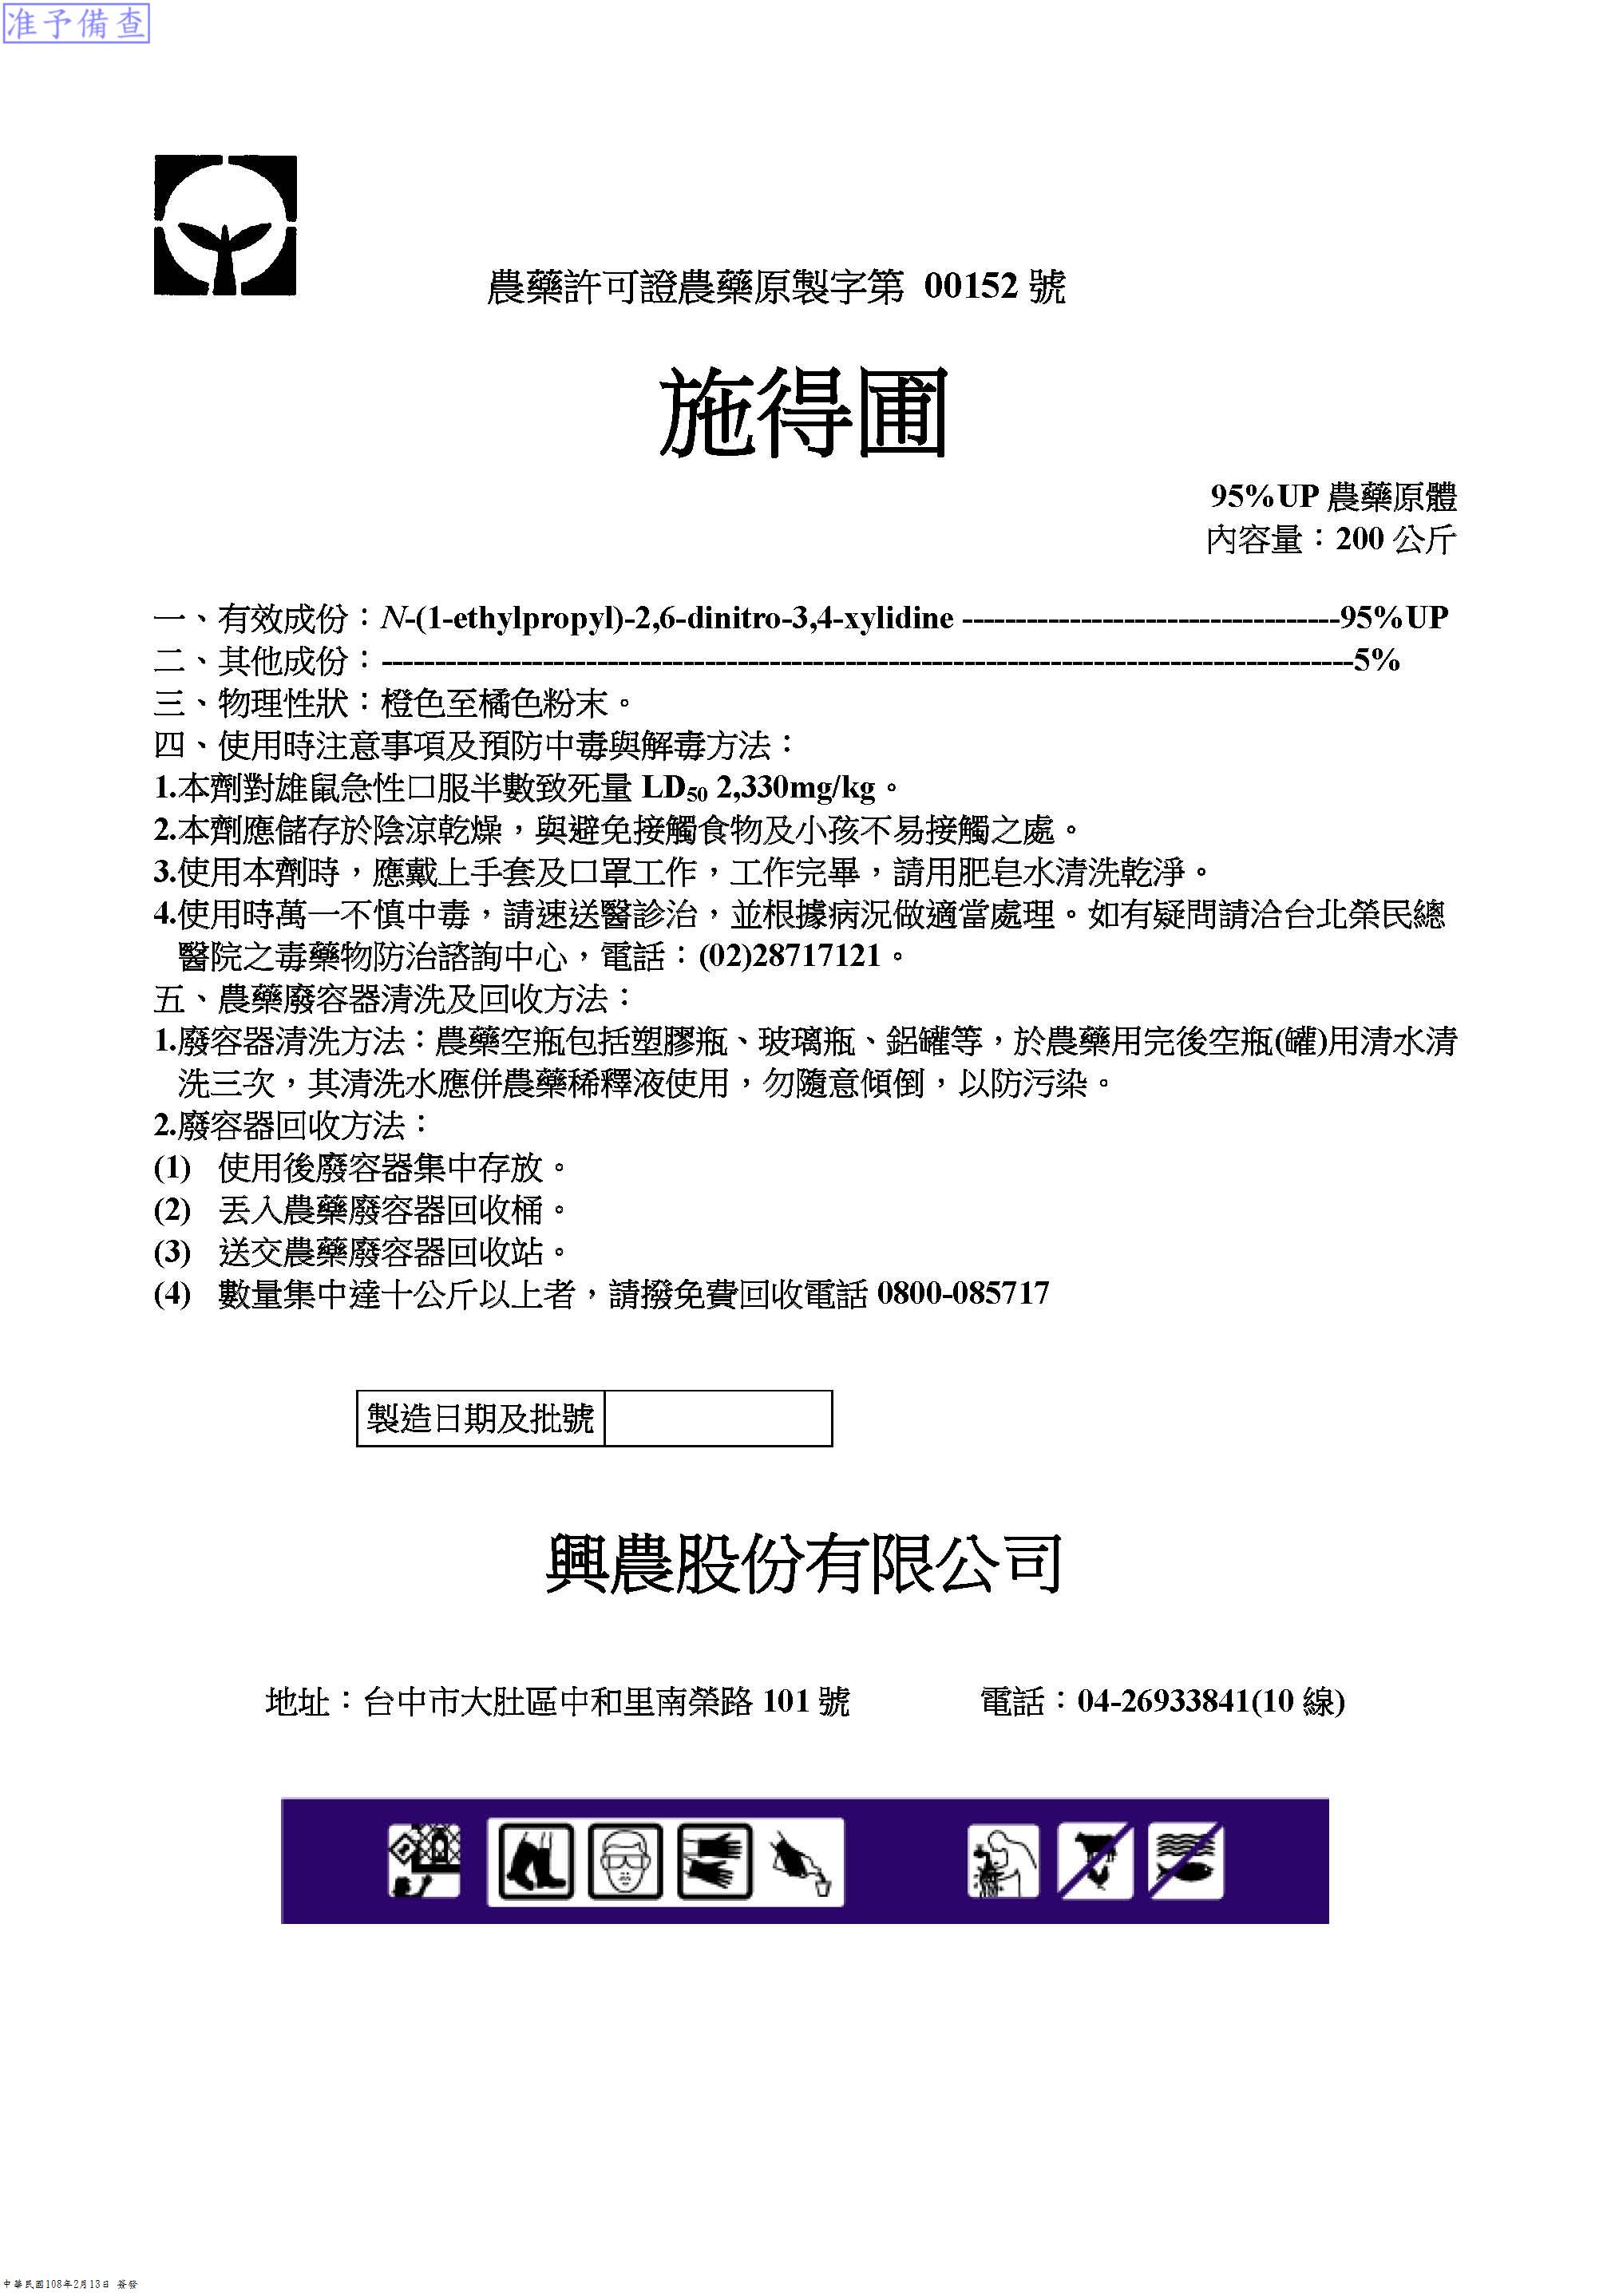 准予備查
農藥許可證農藥原製字第 00152 號
施得圃
95%UP 農藥原體
內容量：200 公斤
一、有效成份：N-(1-ethylpropyl)-2,6-dinitro-3,4-xylidine -----------------------------------95%UP
二、其他成份：------------------------------------------------------------------------------------------5%
三、物理性狀：橙色至橘色粉末。
四、使用時注意事項及預防中毒與解毒方法：
1.本劑對雄鼠急性口服半數致死量 LD₅₀ 2,330mg/kg。
2.本劑應儲存於陰涼乾燥，與避免接觸食物及小孩不易接觸之處。
3.使用本劑時，應戴上手套及口罩工作，工作完畢，請用肥皂水清洗乾淨。
4.使用時萬一不慎中毒，請速送醫診治，並根據病況做適當處理。如有疑問請洽台北榮民總
醫院之毒藥物防治諮詢中心，電話：(02)28717121。
五、農藥廢容器清洗及回收方法：
1.廢容器清洗方法：農藥空瓶包括塑膠瓶、玻璃瓶、鋁罐等，於農藥用完後空瓶(罐)用清水清
洗三次，其清洗水應併農藥稀釋液使用，勿隨意傾倒，以防污染。
2.廢容器回收方法：
(1) 使用後廢容器集中存放。
(2) 丟入農藥廢容器回收桶。
(3) 送交農藥廢容器回收站。
(4) 數量集中達十公斤以上者，請撥免費回收電話 0800-085717
製造日期及批號
興農股份有限公司
地址：台中市大肚區中和里南榮路 101 號 電話：04-26933841(10 線)
中華民國108年2月13日 簽發